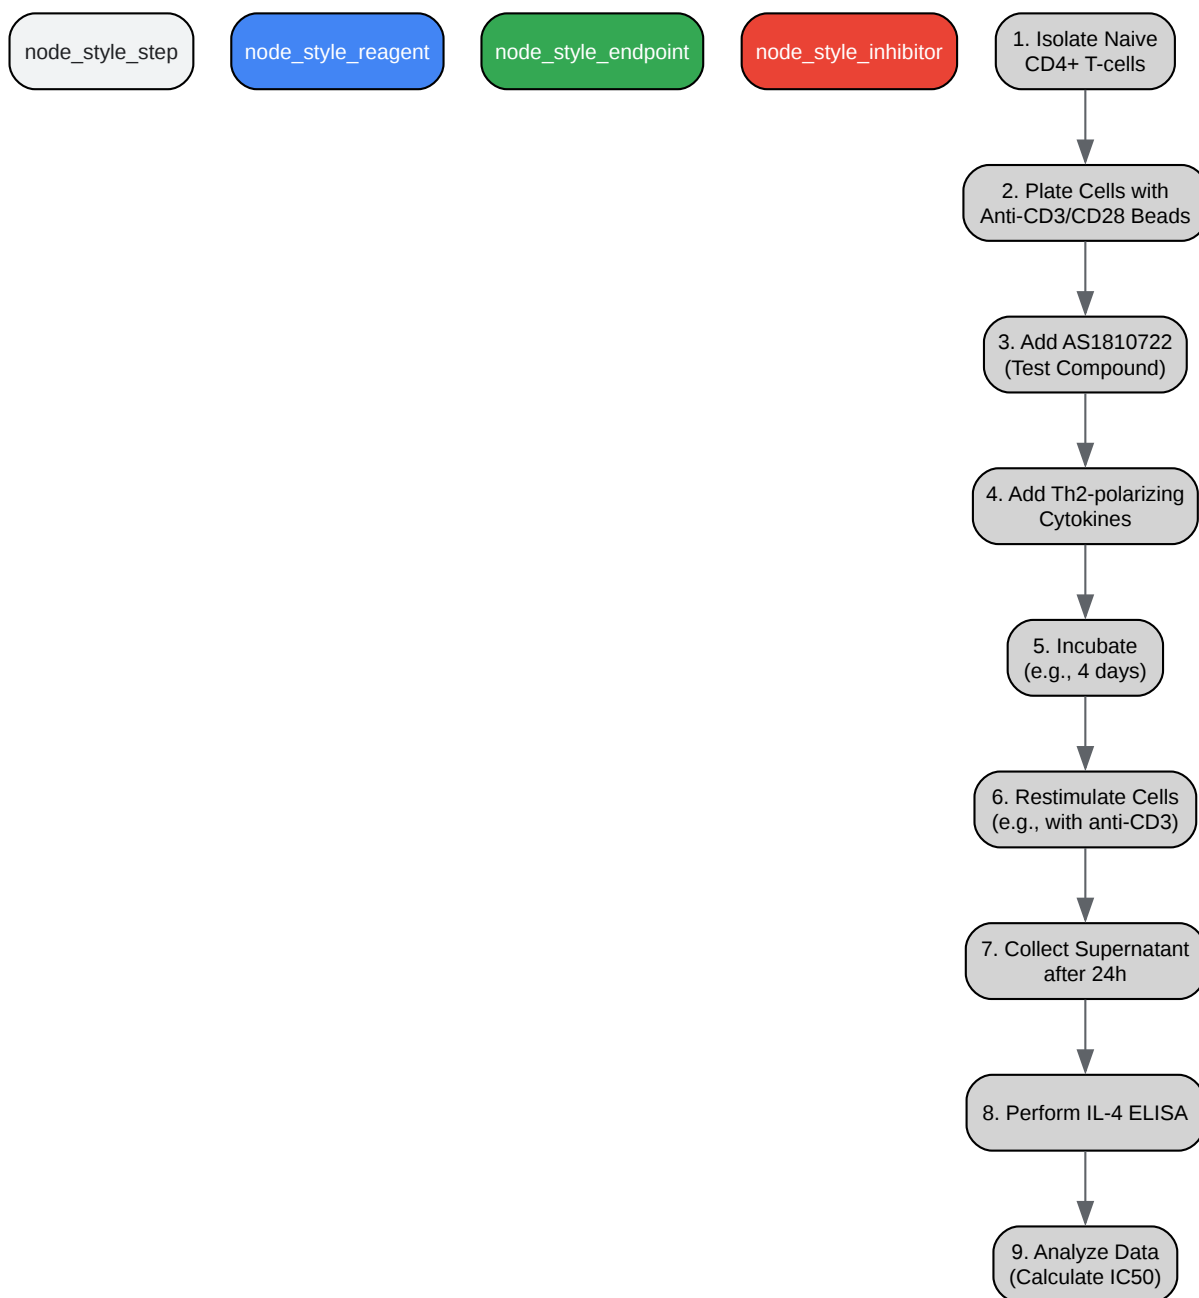 node_style_step
node_style_reagent
node_style_endpoint
node_style_inhibitor
1. Isolate Naive
CD4+ T-cells
2. Plate Cells with
Anti-CD3/CD28 Beads
3. Add AS1810722
(Test Compound)
4. Add Th2-polarizing
Cytokines
5. Incubate
(e.g., 4 days)
6. Restimulate Cells
(e.g., with anti-CD3)
7. Collect Supernatant
after 24h
8. Perform IL-4 ELISA
9. Analyze Data
(Calculate IC50)